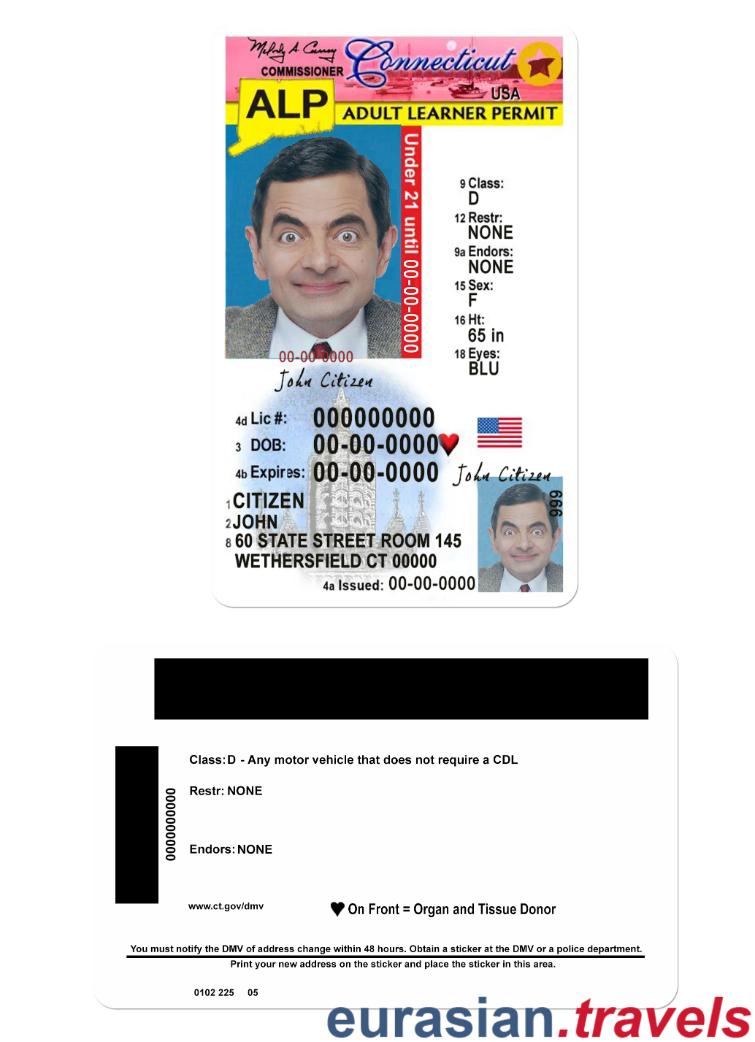 Connecticut
COMMISSIONER
USA
ALP
ADULT LEARNER PERMIT
Under 21 until 00-00-0000
9 Class:
D
12 Restr:
NONE
9a Endors:
NONE
15 Sex:
F
16 Ht:
65 in
18 Eyes:
BLU
00-00-0000
John Citizen
4d Lic #: 000000000
3 DOB: 00-00-0000
4b Expires: 00-00-0000
John Citizen
1 CITIZEN
2 JOHN
8 60 STATE STREET ROOM 145
WETHERSFIELD CT 00000
4a Issued: 00-00-0000
666
Class: D - Any motor vehicle that does not require a CDL
Restr: NONE
0000000000
Endors: NONE
www.ct.gov/dmv
On Front = Organ and Tissue Donor
You must notify the DMV of address change within 48 hours. Obtain a sticker at the DMV or a police department.
Print your new address on the sticker and place the sticker in this area.
0102 225 05
eurasian.travels